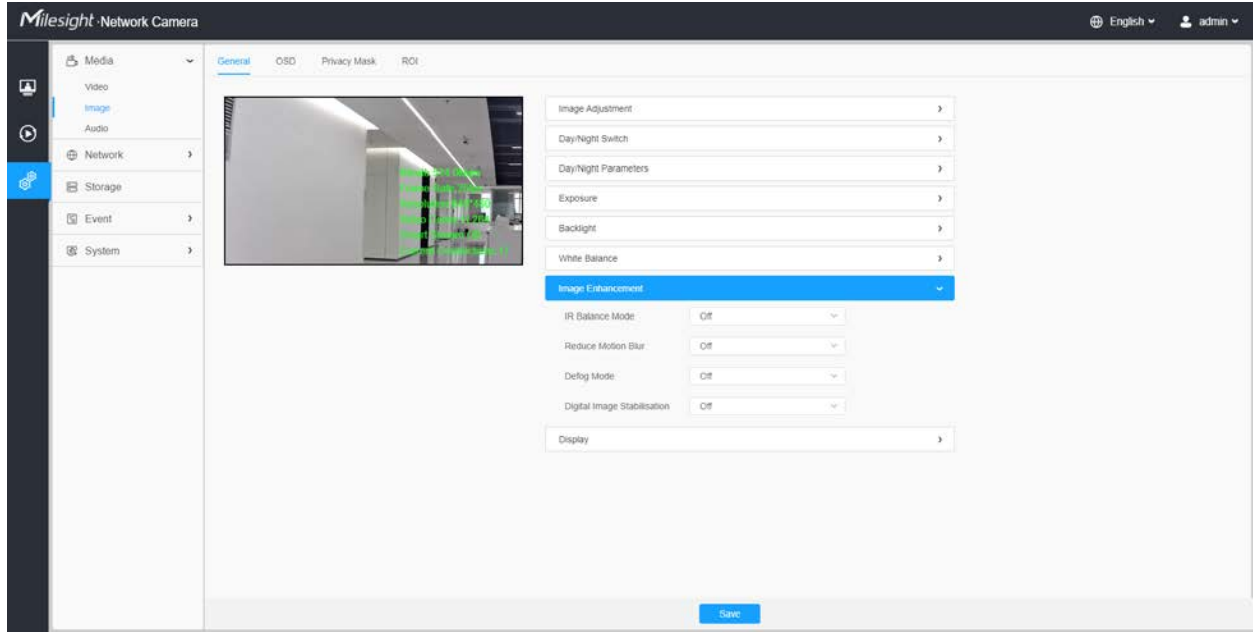 Milesight · Network Camera
English
admin
Media
Video
Image
Audio
Network
Storage
Event
System
General OSD Privacy Mask ROI
Image Adjustment
Day/Night Switch
Day/Night Parameters
Exposure
Backlight
White Balance
Image Enhancement
IR Balance Mode Off
Reduce Motion Blur Off
Defog Mode Off
Digital Image Stabilisation Off
Display
Save